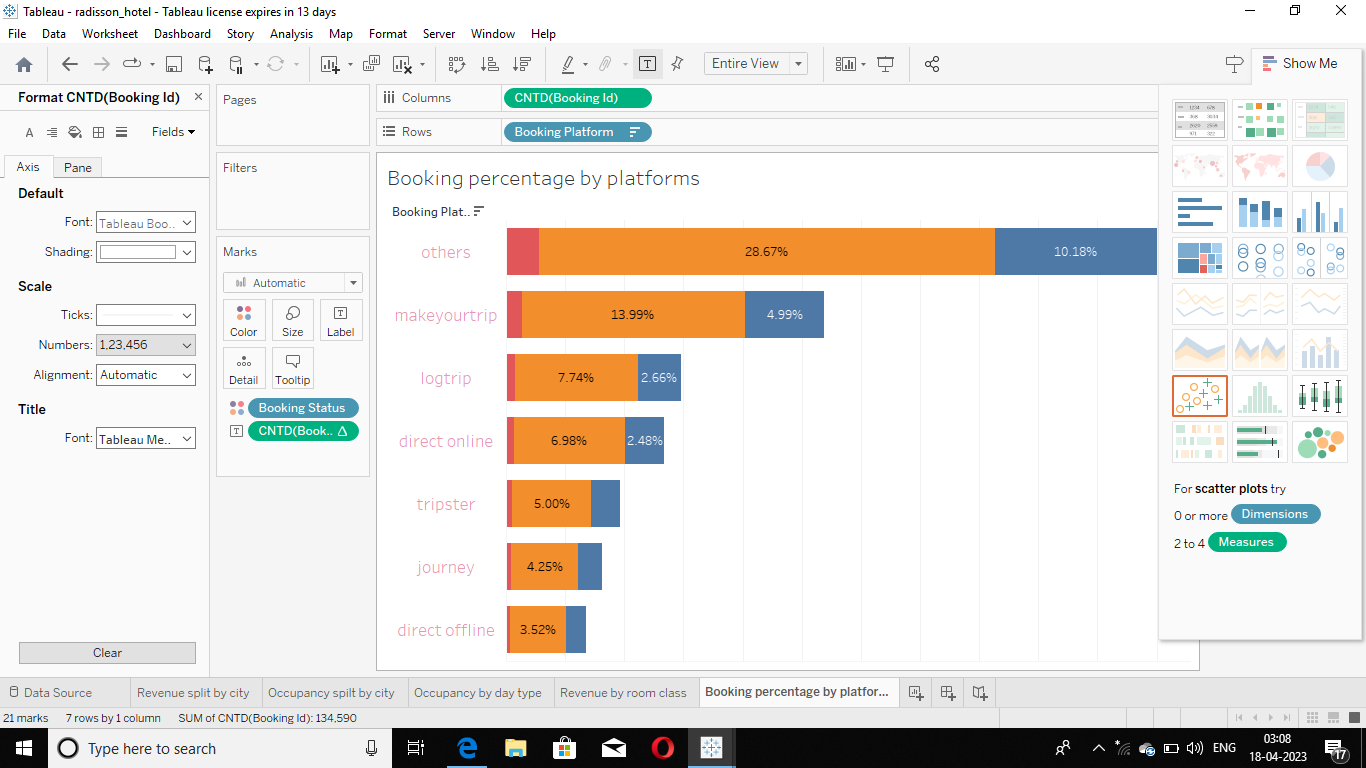 Tableau - radisson_hotel - Tableau license expires in 13 days
File Data Worksheet Dashboard Story Analysis Map Format Server Window Help
Entire View
Show Me
Format CNTD(Booking Id)
Fields
Axis Pane
Default
Font: Tableau Boo..
Shading:
Scale
Ticks:
Numbers: 1,23,456
Alignment: Automatic
Title
Font: Tableau Me..
Clear
Pages
Filters
Marks
Automatic
Color Size Label
Detail Tooltip
Booking Status
CNTD(Book..
Columns CNTD(Booking Id)
Rows Booking Platform
Booking percentage by platforms
Booking Plat..
others 28.67% 10.18%
makeyourtrip 13.99% 4.99%
logtrip 7.74% 2.66%
direct online 6.98% 2.48%
tripster 5.00%
journey 4.25%
direct offline 3.52%
For scatter plots try
0 or more Dimensions
2 to 4 Measures
Data Source Revenue split by city Occupancy spilt by city Occupancy by day type Revenue by room class Booking percentage by platfor...
21 marks 7 rows by 1 column SUM of CNTD(Booking Id): 134,590
Type here to search
ENG
03:08
18-04-2023
17